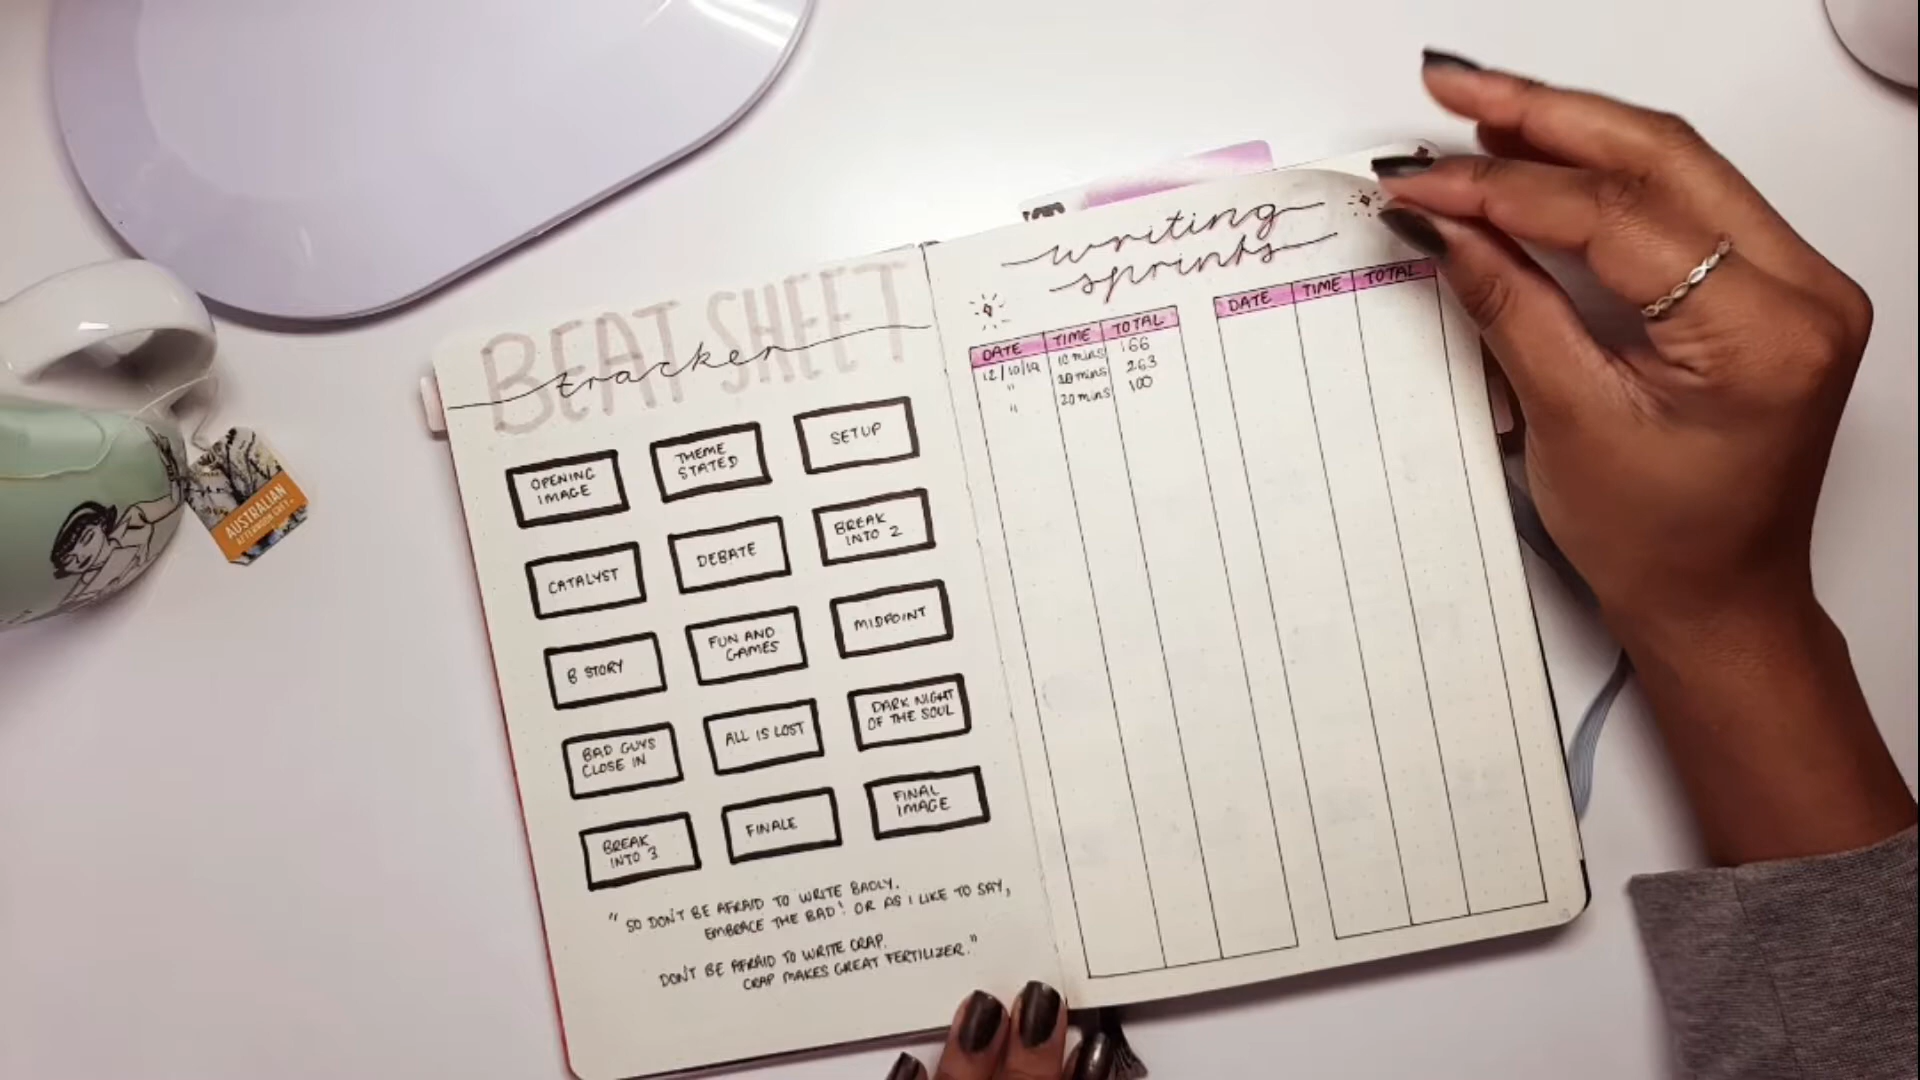 BEAT SHEET
tracker
OPENING
IMAGE
THEME
STATED
SETUP
CATALYST
DEBATE
BREAK
INTO 2
B STORY
FUN AND
GAMES
MIDPOINT
BAD GUYS
CLOSE IN
ALL IS LOST
DARK NIGHT
OF THE SOUL
BREAK
INTO 3
FINALE
FINAL
IMAGE
" SO DON'T BE AFRAID TO WRITE BADLY.
EMBRACE THE BAD! OR AS I LIKE TO SAY,
DON'T BE AFRAID TO WRITE CRAP.
CRAP MAKES GREAT FERTILIZER."
writing
sprints
DATE TIME TOTAL
12/10/19 10 mins 166
" 20 mins 263
" 20 mins 100
DATE TIME TOTAL
AUSTRALIAN
AFTERNOON GREY